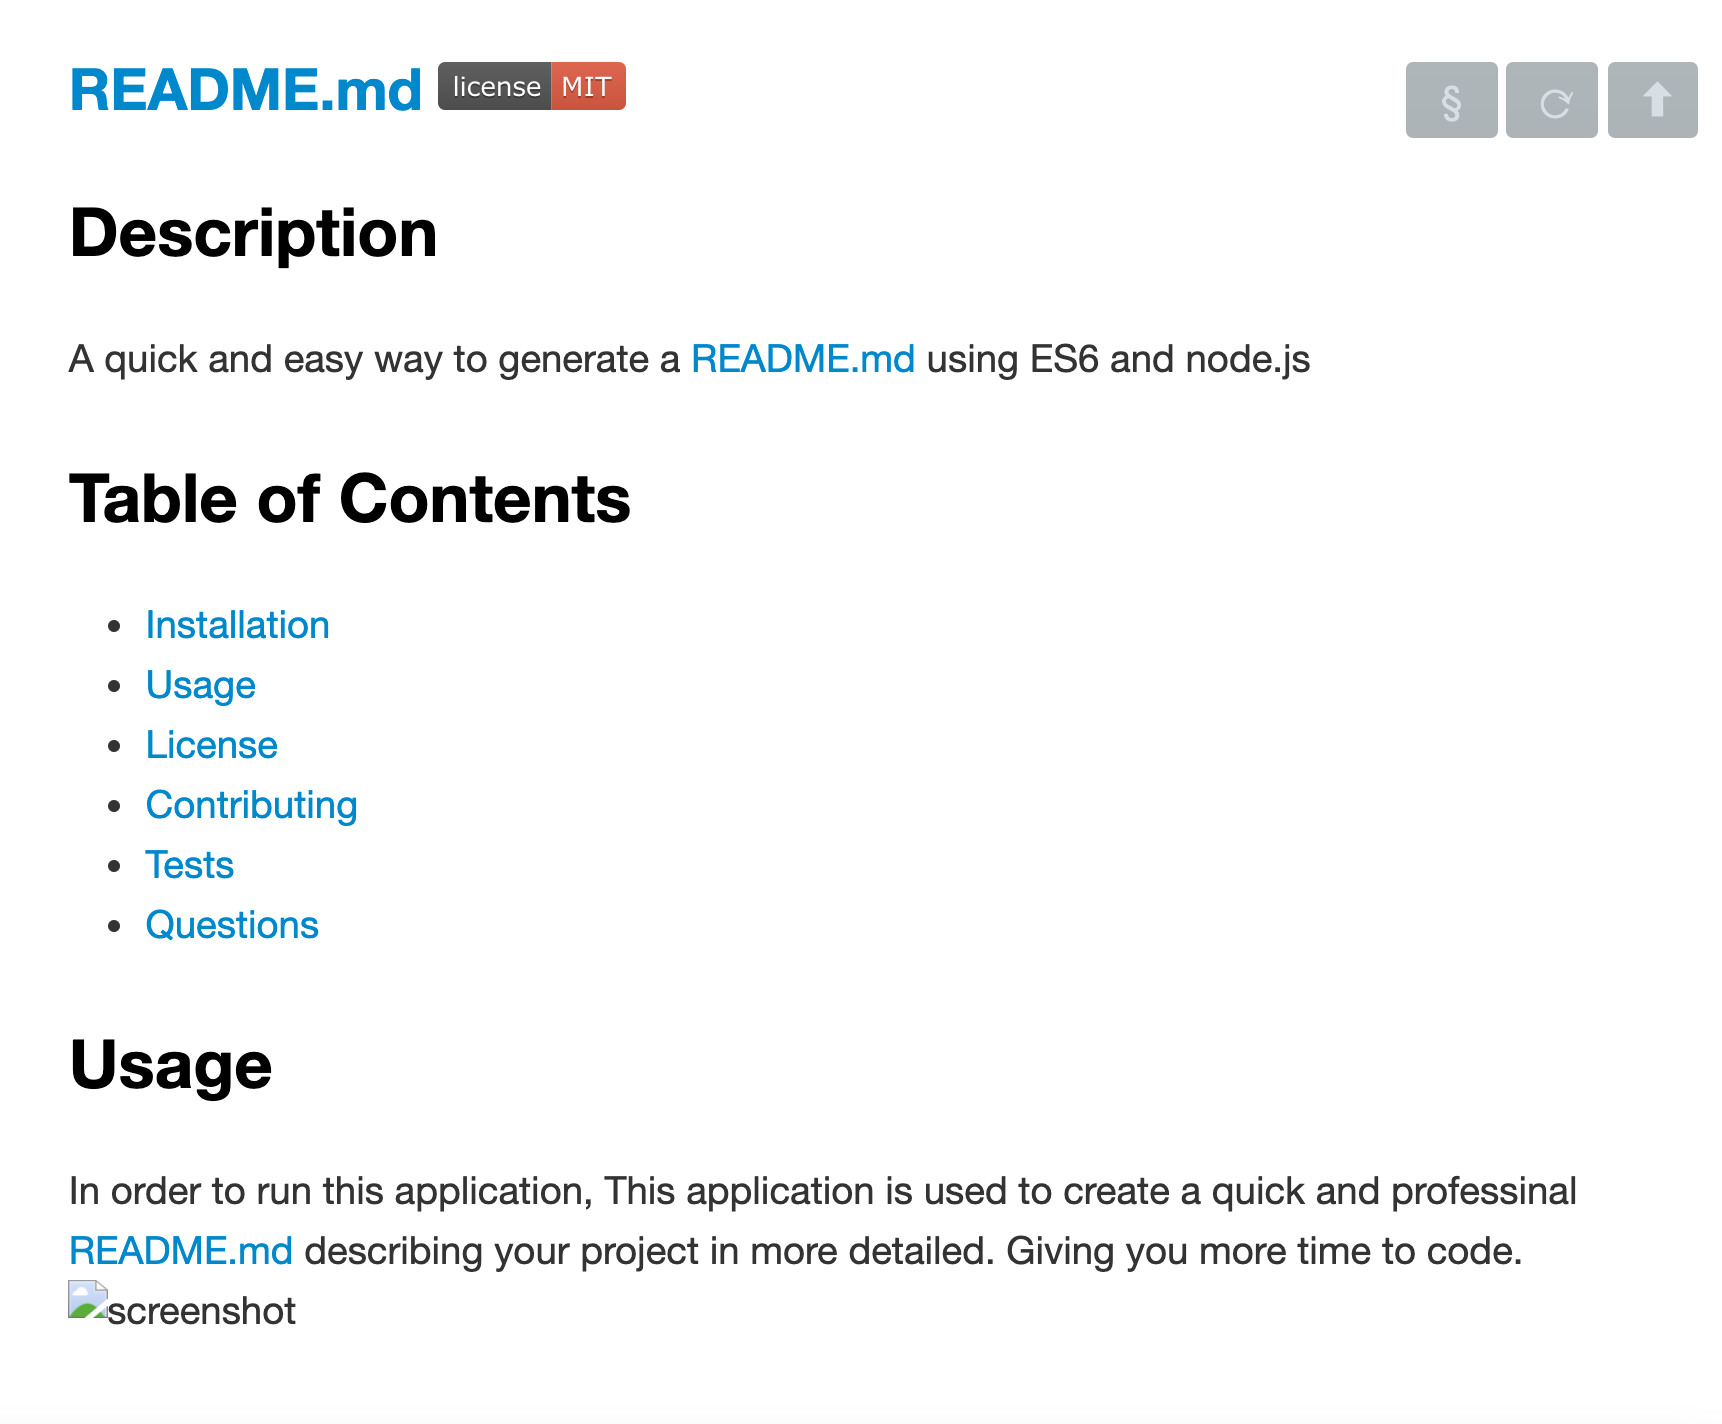 README.md license MIT
§
Description
A quick and easy way to generate a README.md using ES6 and node.js
Table of Contents
Installation
Usage
License
Contributing
Tests
Questions
Usage
In order to run this application, This application is used to create a quick and professinal
README.md describing your project in more detailed. Giving you more time to code.
screenshot